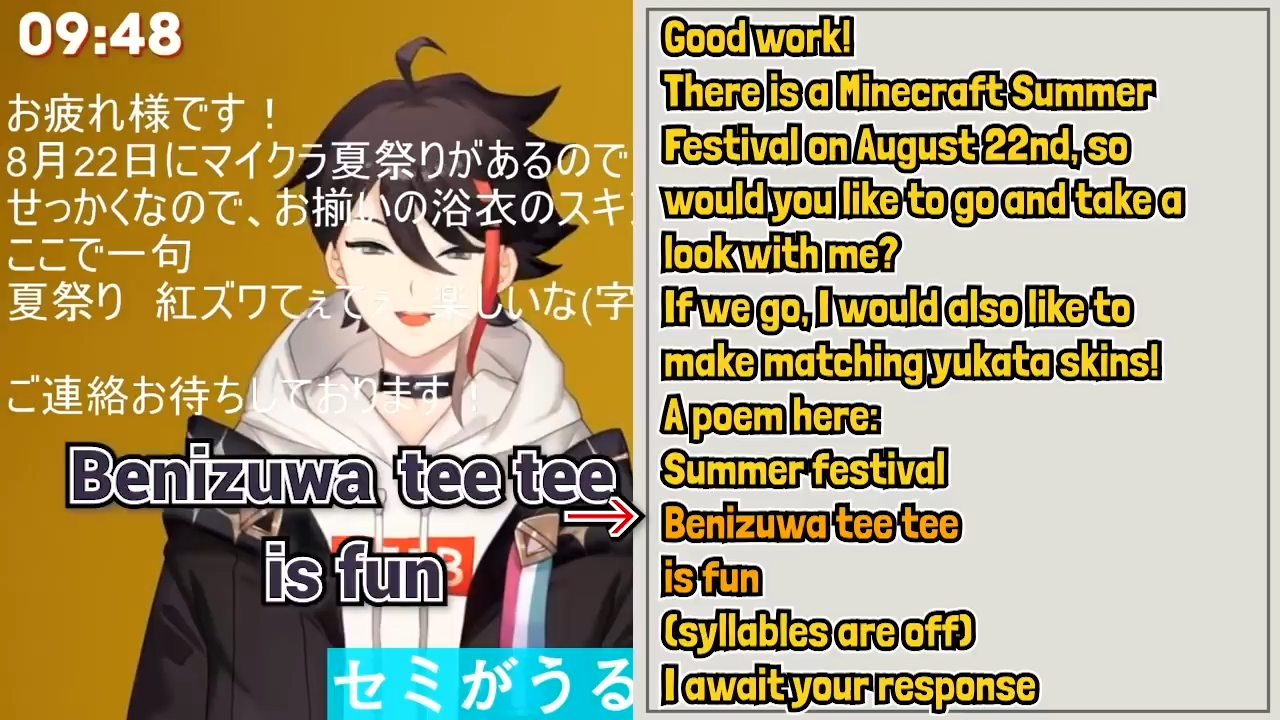 09:48
お疲れ様です！
8月22日にマイクラ夏祭りがあるので
せっかくなので、お揃いの浴衣のスキン
ここで一句
夏祭り 紅ズワてぇてぇ 楽しいな(字
ご連絡お待ちしております！
Benizuwa tee tee
is fun
セミがうる
Good work!
There is a Minecraft Summer
Festival on August 22nd, so
would you like to go and take a
look with me?
If we go, I would also like to
make matching yukata skins!
A poem here:
Summer festival
Benizuwa tee tee
is fun
(syllables are off)
I await your response